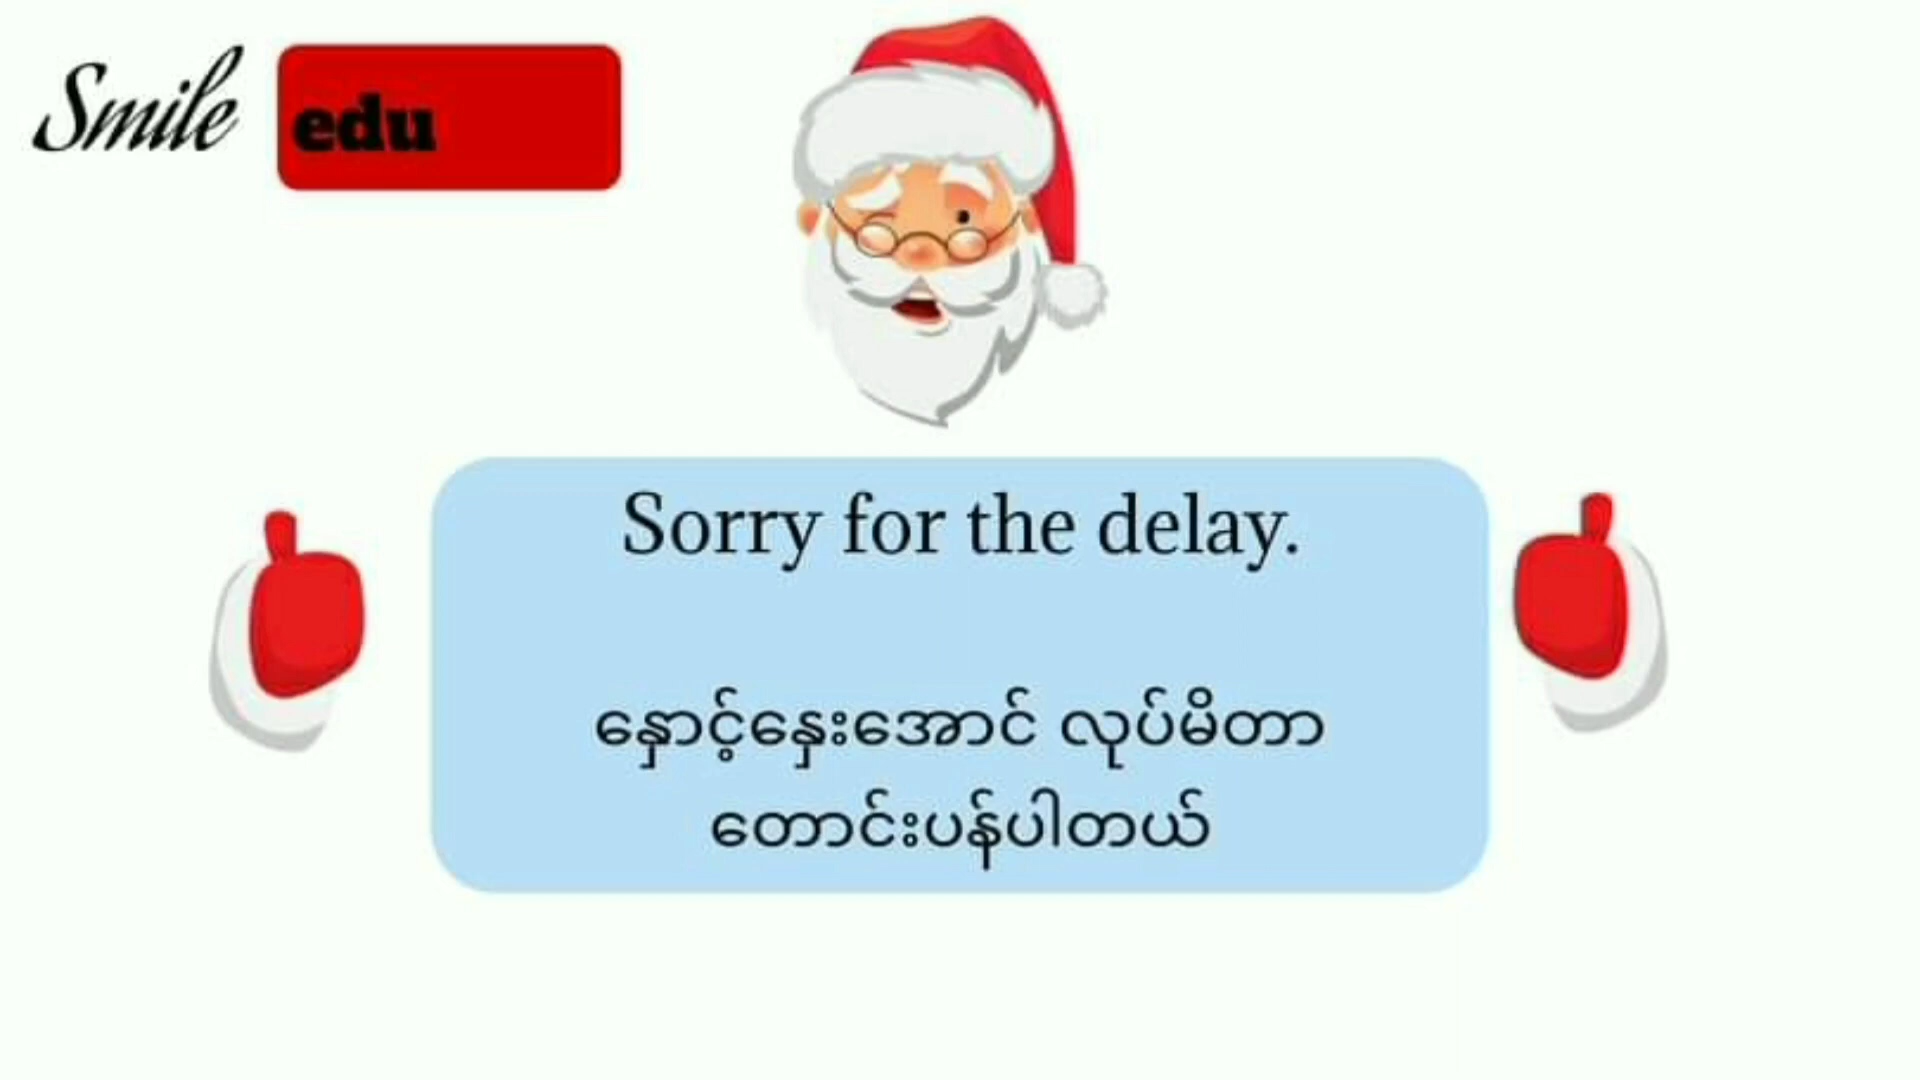 Smile edu
Sorry for the delay.
နှောင့်နှေးအောင် လုပ်မိတာ
တောင်းပန်ပါတယ်